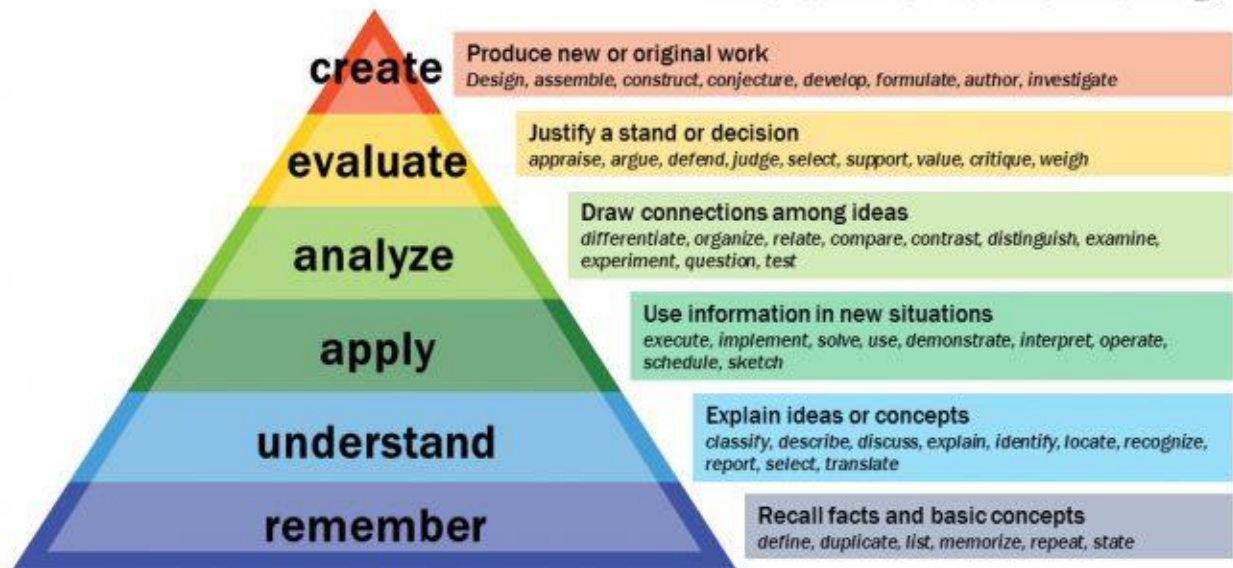 create
Produce new or original work
Design, assemble, construct, conjecture, develop, formulate, author, investigate
evaluate
Justify a stand or decision
appraise, argue, defend, judge, select, support, value, critique, weigh
analyze
Draw connections among ideas
differentiate, organize, relate, compare, contrast, distinguish, examine,
experiment, question, test
apply
Use information in new situations
execute, implement, solve, use, demonstrate, interpret, operate,
schedule, sketch
understand
Explain ideas or concepts
classify, describe, discuss, explain, identify, locate, recognize,
report, select, translate
remember
Recall facts and basic concepts
define, duplicate, list, memorize, repeat, state